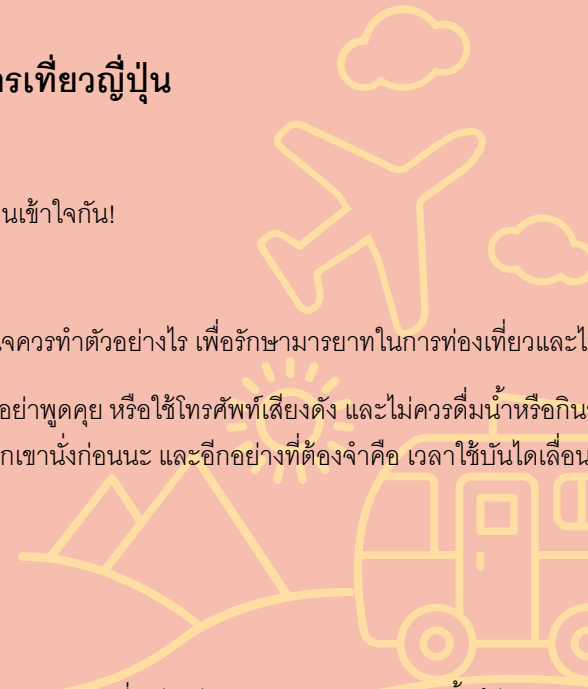 รเที่ยวญี่ปุ่น
นเข้าใจกัน!
จควรทำตัวอย่างไร เพื่อรักษามารยาทในการท่องเที่ยวและไ
อย่าพูดคุย หรือใช้โทรศัพท์เสียงดัง และไม่ควรดื่มน้ำหรือกิน
กเขานั่งก่อนนะ และอีกอย่างที่ต้องจำคือ เวลาใช้บันไดเลื่อน